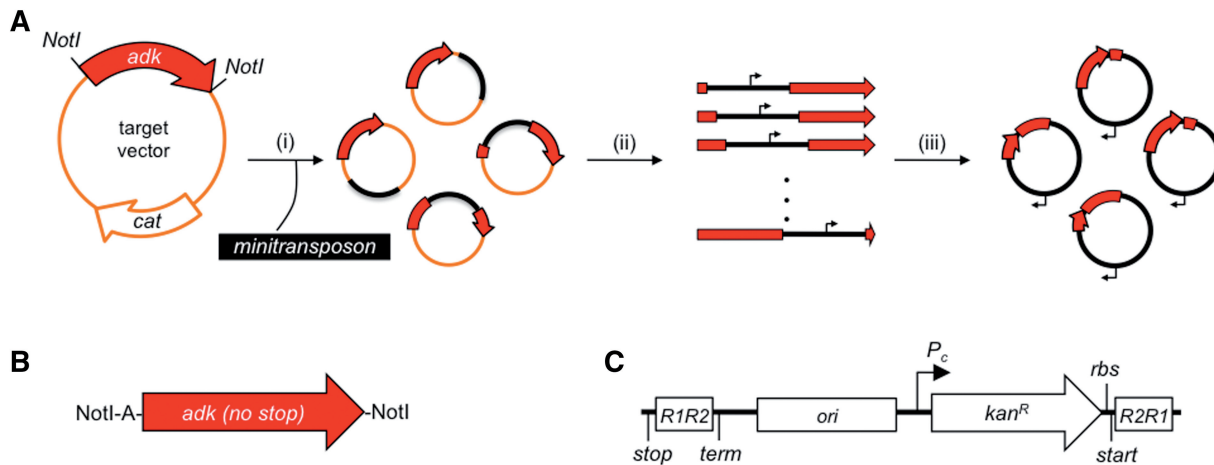 A
NotI
adk
NotI
target
vector
cat
(i)
minitransposon
(ii)
(iii)
B
NotI-A-
adk (no stop)
-NotI
C
Pc
rbs
R1R2
ori
kanR
R2R1
stop
term
start